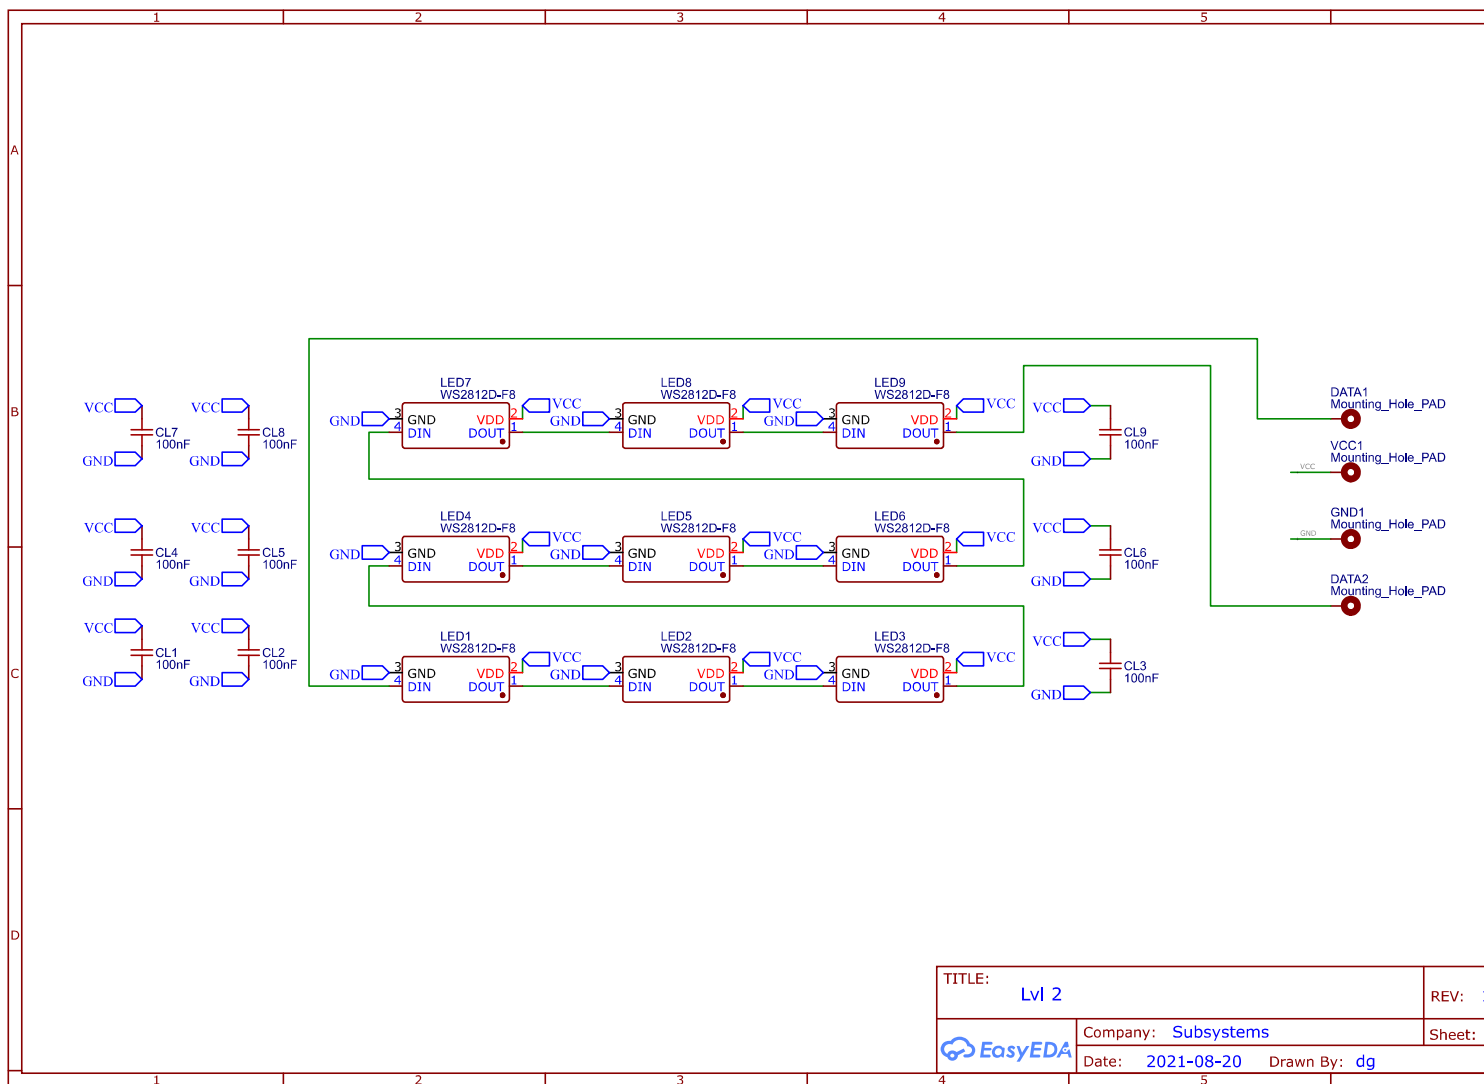 1 2 3 4 5
A
B
C
D
LED7
WS2812D-F8
LED8
WS2812D-F8
LED9
WS2812D-F8
DATA1
Mounting_Hole_PAD
VCC
GND
CL7
100nF
VCC
GND
CL8
100nF
GND
3 GND
4 DIN
VDD 2
DOUT 1
VCC
GND
3 GND
4 DIN
VDD 2
DOUT 1
VCC
GND
3 GND
4 DIN
VDD 2
DOUT 1
VCC
VCC
GND
CL9
100nF
VCC1
Mounting_Hole_PAD
VCC
GND1
Mounting_Hole_PAD
GND
LED4
WS2812D-F8
LED5
WS2812D-F8
LED6
WS2812D-F8
VCC
GND
CL4
100nF
VCC
GND
CL5
100nF
GND
3 GND
4 DIN
VDD 2
DOUT 1
VCC
GND
3 GND
4 DIN
VDD 2
DOUT 1
VCC
GND
3 GND
4 DIN
VDD 2
DOUT 1
VCC
VCC
GND
CL6
100nF
DATA2
Mounting_Hole_PAD
LED1
WS2812D-F8
LED2
WS2812D-F8
LED3
WS2812D-F8
VCC
GND
CL1
100nF
VCC
GND
CL2
100nF
GND
3 GND
4 DIN
VDD 2
DOUT 1
VCC
GND
3 GND
4 DIN
VDD 2
DOUT 1
VCC
GND
3 GND
4 DIN
VDD 2
DOUT 1
VCC
VCC
GND
CL3
100nF
TITLE:
Lvl 2
REV:
EasyEDA
Company: Subsystems
Sheet:
Date: 2021-08-20 Drawn By: dg
1 2 3 4 5